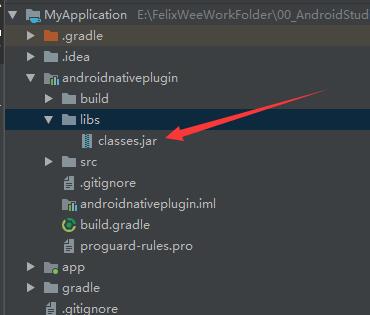 MyApplication E:\FelixWeeWorkFolder\00_AndroidStud
.gradle
.idea
androidnativeplugin
build
libs
classes.jar
src
.gitignore
androidnativeplugin.iml
build.gradle
proguard-rules.pro
app
gradle
.gitignore